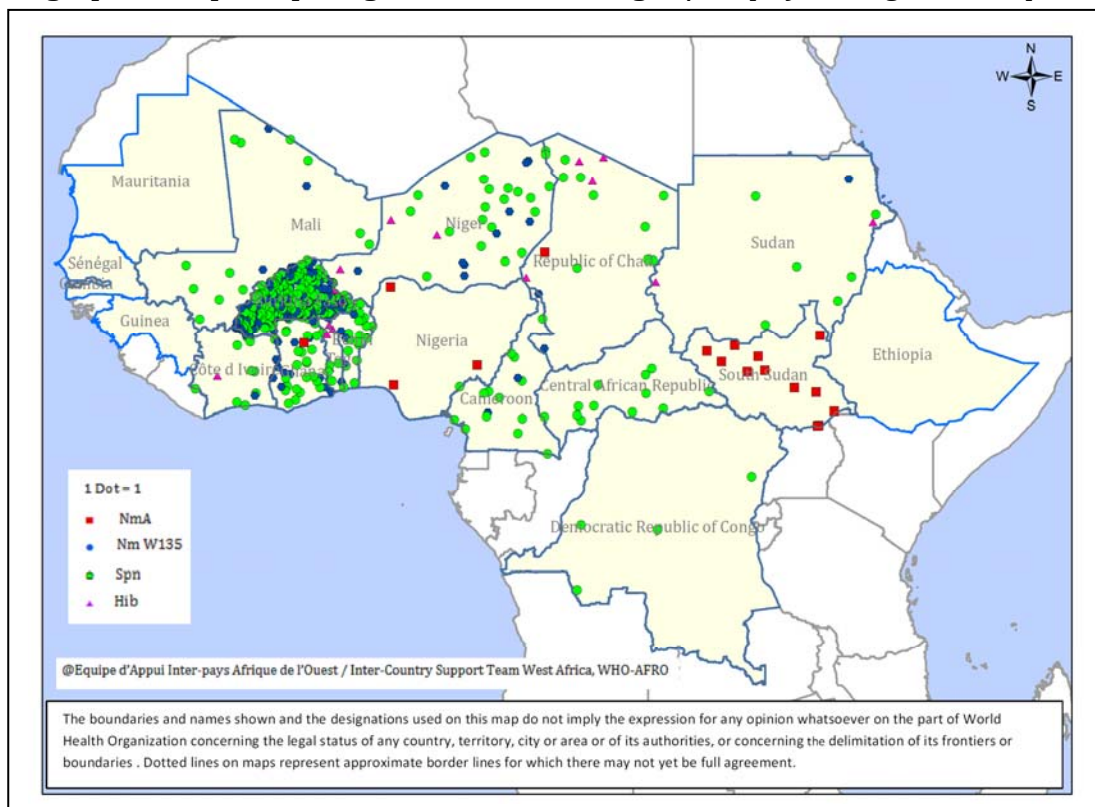 N
W E
S
Mauritania
Mali
Niger
Sénégal
Republic of Chad
Sudan
Guinea
Nigeria
Ethiopia
Côte d Ivoire
Ghana
South Sudan
Central African Republic
Cameroon
Democratic Republic of Congo
1 Dot = 1
NmA
Nm W135
Spn
Hib
@Equipe d'Appui Inter-pays Afrique de l'Ouest / Inter-Country Support Team West Africa, WHO-AFRO
The boundaries and names shown and the designations used on this map do not imply the expression for any opinion whatsoever on the part of World
Health Organization concerning the legal status of any country, territory, city or area or of its authorities, or concerning the delimitation of its frontiers or
boundaries . Dotted lines on maps represent approximate border lines for which there may not yet be full agreement.